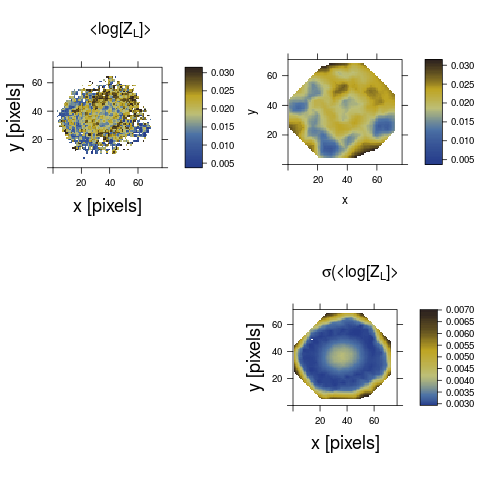 <log[Z_L]>
y [pixels]
60
40
20
20 40 60
x [pixels]
0.030
0.025
0.020
0.015
0.010
0.005
y
60
40
20
20 40 60
x
0.030
0.025
0.020
0.015
0.010
0.005
σ(<log[Z_L]>
y [pixels]
60
40
20
20 40 60
x [pixels]
0.0070
0.0065
0.0060
0.0055
0.0050
0.0045
0.0040
0.0035
0.0030